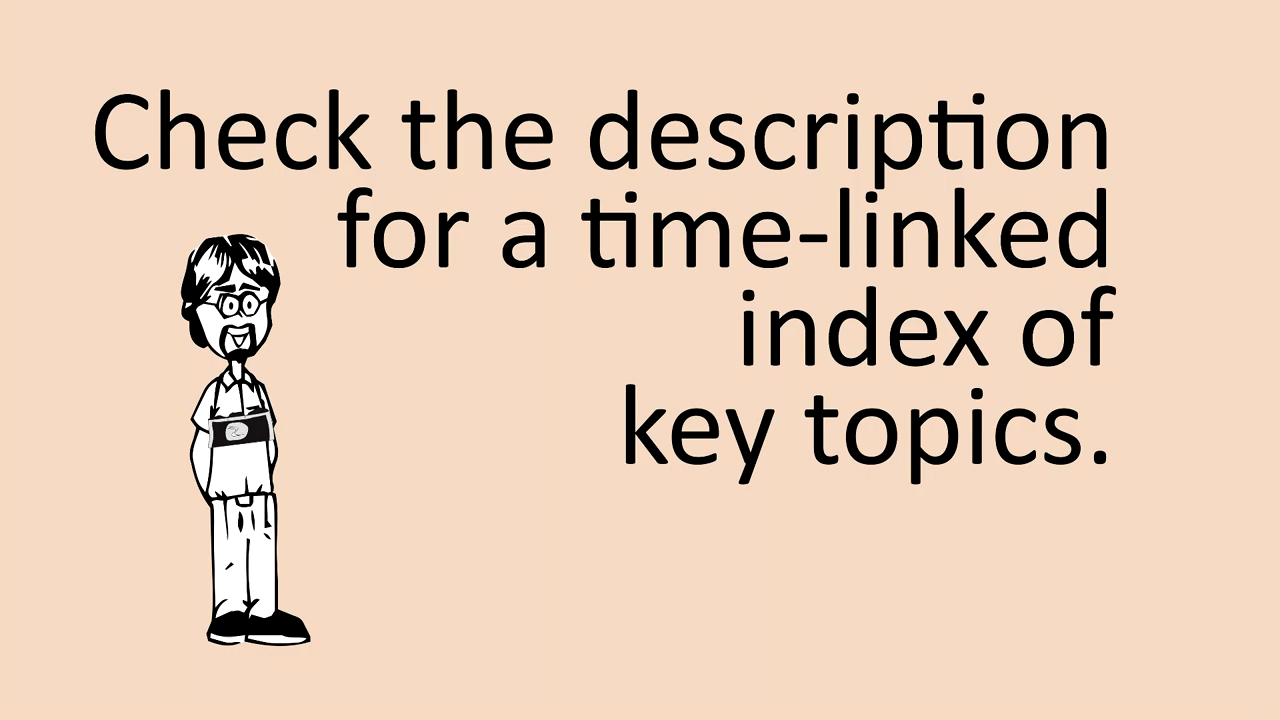 Check the description
for a time-linked
index of
key topics.